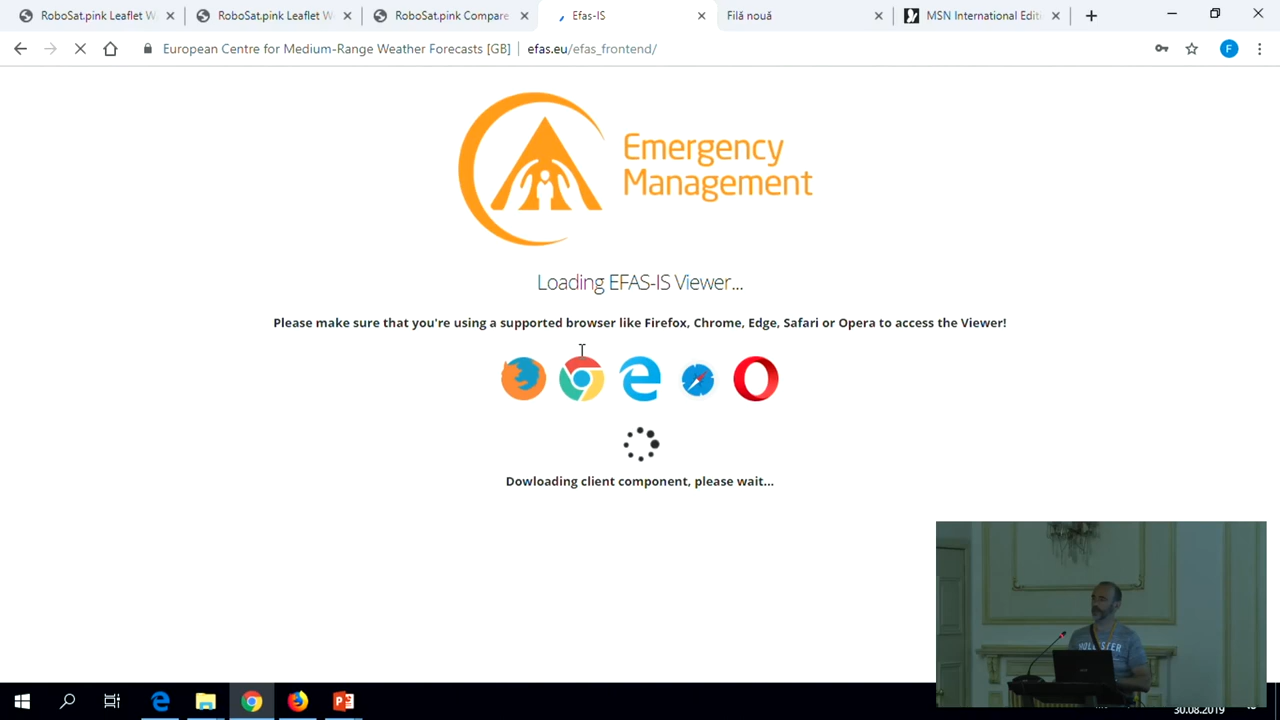 RoboSat.pink Leaflet W
RoboSat.pink Leaflet W
RoboSat.pink Compare
Efas-IS
Filă nouă
MSN International Editi
European Centre for Medium-Range Weather Forecasts [GB]
efas.eu/efas_frontend/
F
Emergency
Management
Loading EFAS-IS Viewer...
Please make sure that you're using a supported browser like Firefox, Chrome, Edge, Safari or Opera to access the Viewer!
Dowloading client component, please wait...
HOLLISTER
acer
30.08.2019